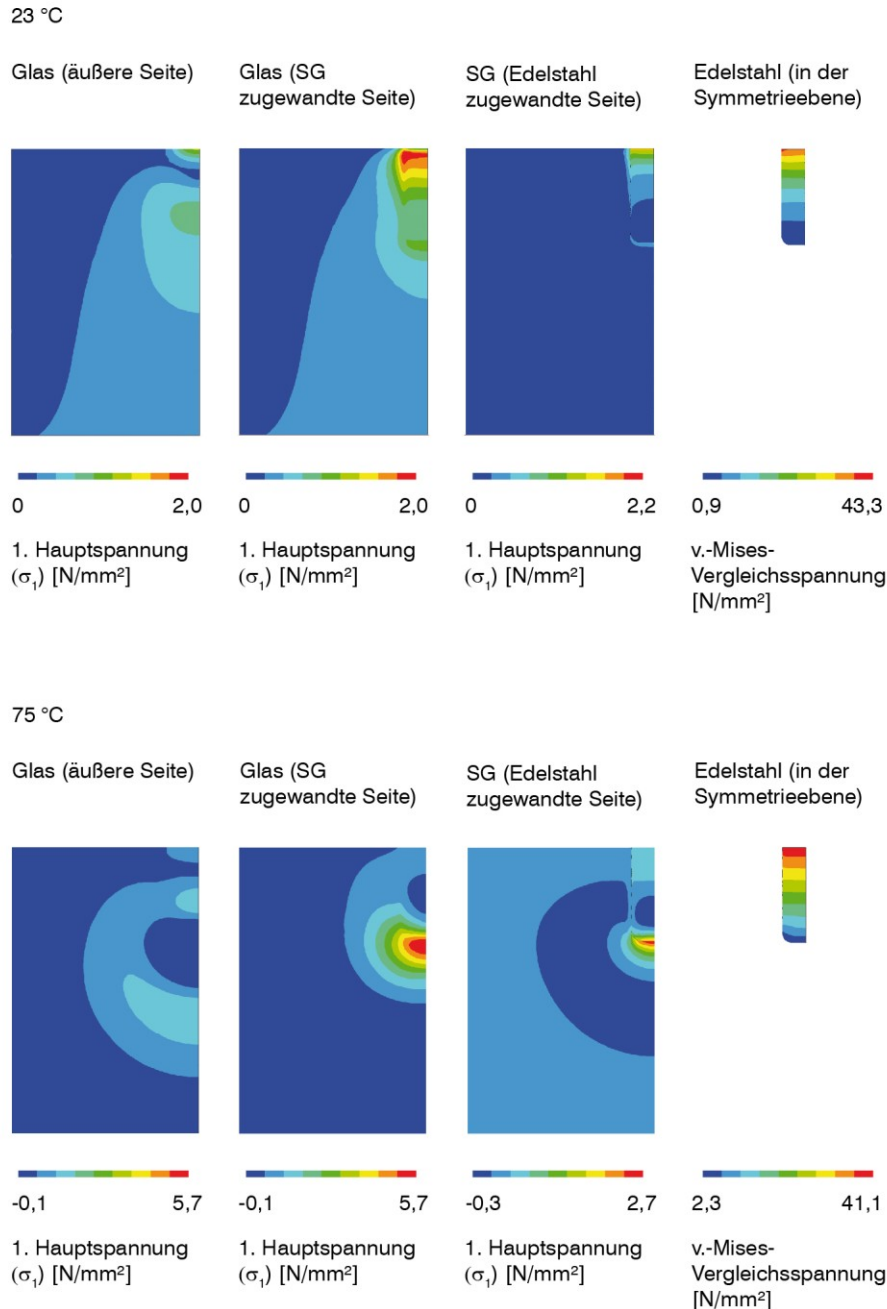 23 °C
Glas (äußere Seite)
Glas (SG
zugewandte Seite)
SG (Edelstahl
zugewandte Seite)
Edelstahl (in der
Symmetrieebene)
0 2,0
1. Hauptspannung
(σ₁) [N/mm²]
0 2,0
1. Hauptspannung
(σ₁) [N/mm²]
0 2,2
1. Hauptspannung
(σ₁) [N/mm²]
0,9 43,3
v.-Mises-
Vergleichsspannung
[N/mm²]
75 °C
Glas (äußere Seite)
Glas (SG
zugewandte Seite)
SG (Edelstahl
zugewandte Seite)
Edelstahl (in der
Symmetrieebene)
-0,1 5,7
1. Hauptspannung
(σ₁) [N/mm²]
-0,1 5,7
1. Hauptspannung
(σ₁) [N/mm²]
-0,3 2,7
1. Hauptspannung
(σ₁) [N/mm²]
2,3 41,1
v.-Mises-
Vergleichsspannung
[N/mm²]